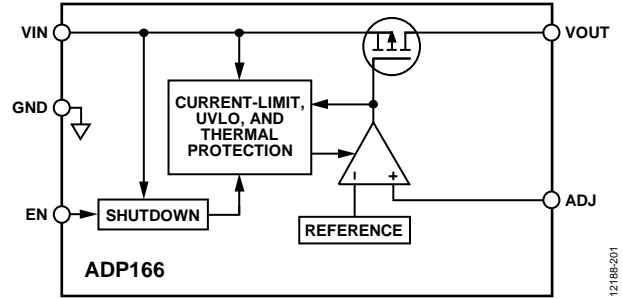 VIN
VOUT
GND
CURRENT-LIMIT,
UVLO, AND
THERMAL
PROTECTION
EN
SHUTDOWN
–
+
ADJ
REFERENCE
ADP166
12188-201